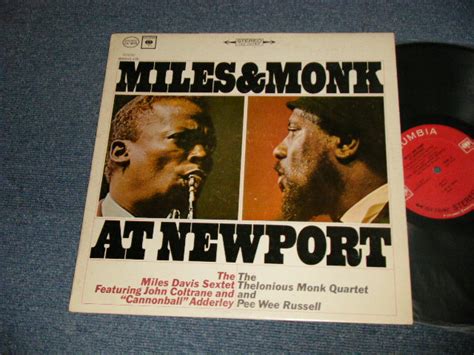 STEREO
MILES & MONK
AT NEWPORT
The
Miles Davis Sextet
Featuring John Coltrane and
"Cannonball" Adderley
The
Thelonious Monk Quartet
and
Pee Wee Russell
COLUMBIA